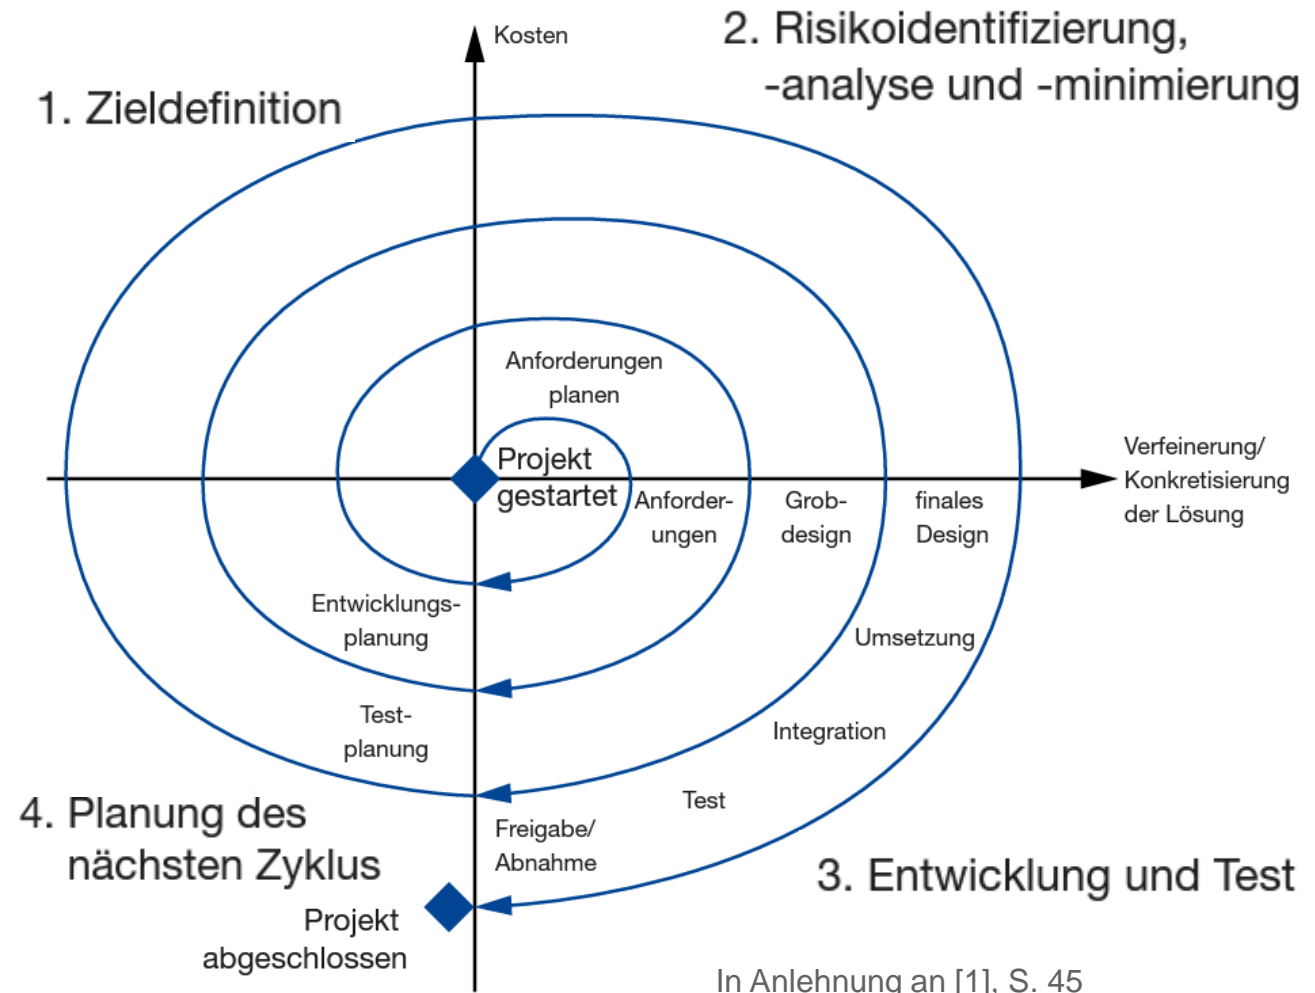 Kosten
2. Risikoidentifizierung,
-analyse und -minimierung
1. Zieldefinition
Anforderungen
planen
Projekt
gestartet
Verfeinerung/
Konkretisierung
der Lösung
Anforder-
ungen
Grob-
design
finales
Design
Entwicklungs-
planung
Umsetzung
Test-
planung
Integration
Test
4. Planung des
nächsten Zyklus
Freigabe/
Abnahme
3. Entwicklung und Test
Projekt
abgeschlossen
In Anlehnung an [1], S. 45